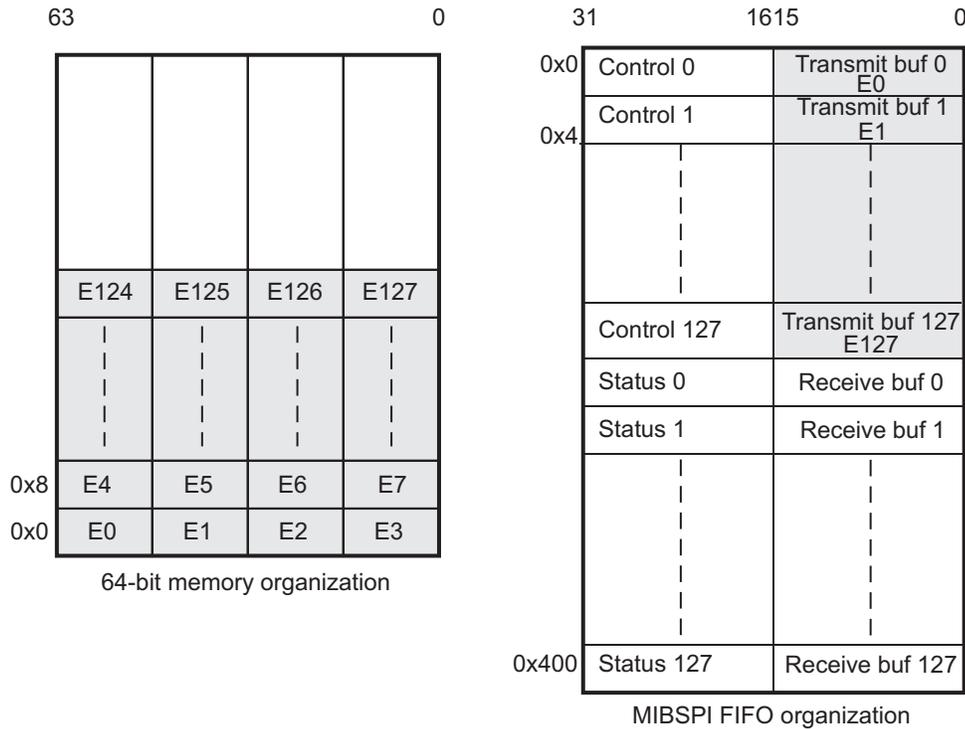 63
0
E124
E125
E126
E127
0x8
E4
E5
E6
E7
0x0
E0
E1
E2
E3
64-bit memory organization
31
1615
0
0x0
Control 0
Transmit buf 0
E0
Control 1
Transmit buf 1
0x4
E1
Control 127
Transmit buf 127
E127
Status 0
Receive buf 0
Status 1
Receive buf 1
0x400
Status 127
Receive buf 127
MIBSPI FIFO organization